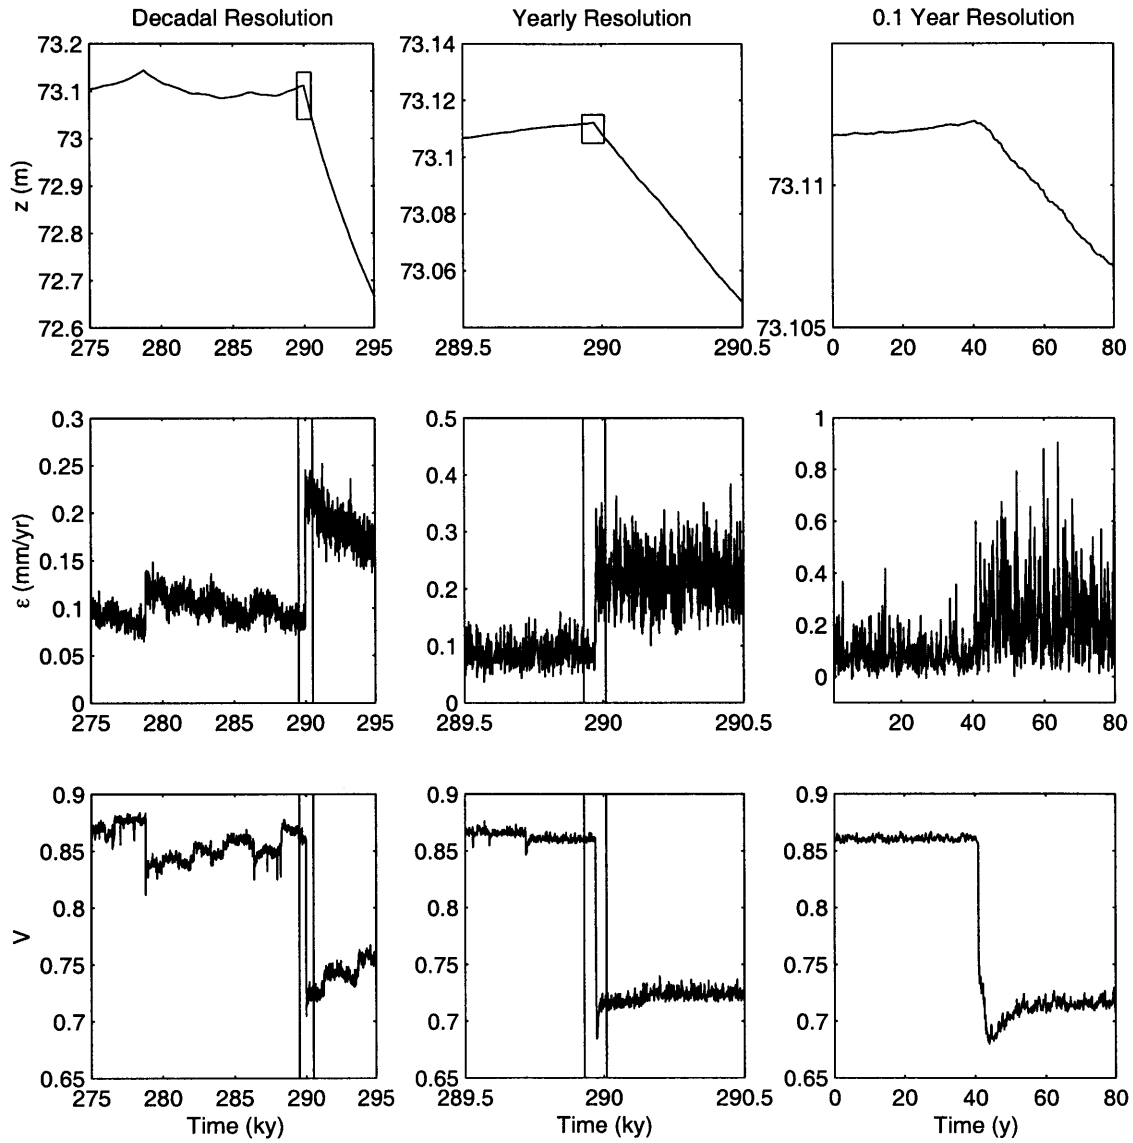 Decadal Resolution
Yearly Resolution
0.1 Year Resolution
z (m)
73.2
73.1
73
72.9
72.8
72.7
72.6
275 280 285 290 295
73.14
73.12
73.1
73.08
73.06
289.5 290 290.5
73.11
73.105
0 20 40 60 80
ε (mm/yr)
0.3
0.25
0.2
0.15
0.1
0.05
0
275 280 285 290 295
0.5
0.4
0.3
0.2
0.1
0
289.5 290 290.5
1
0.8
0.6
0.4
0.2
0
20 40 60 80
V
0.9
0.85
0.8
0.75
0.7
0.65
275 280 285 290 295
Time (ky)
0.9
0.85
0.8
0.75
0.7
0.65
289.5 290 290.5
Time (ky)
0.9
0.85
0.8
0.75
0.7
0.65
0 20 40 60 80
Time (y)